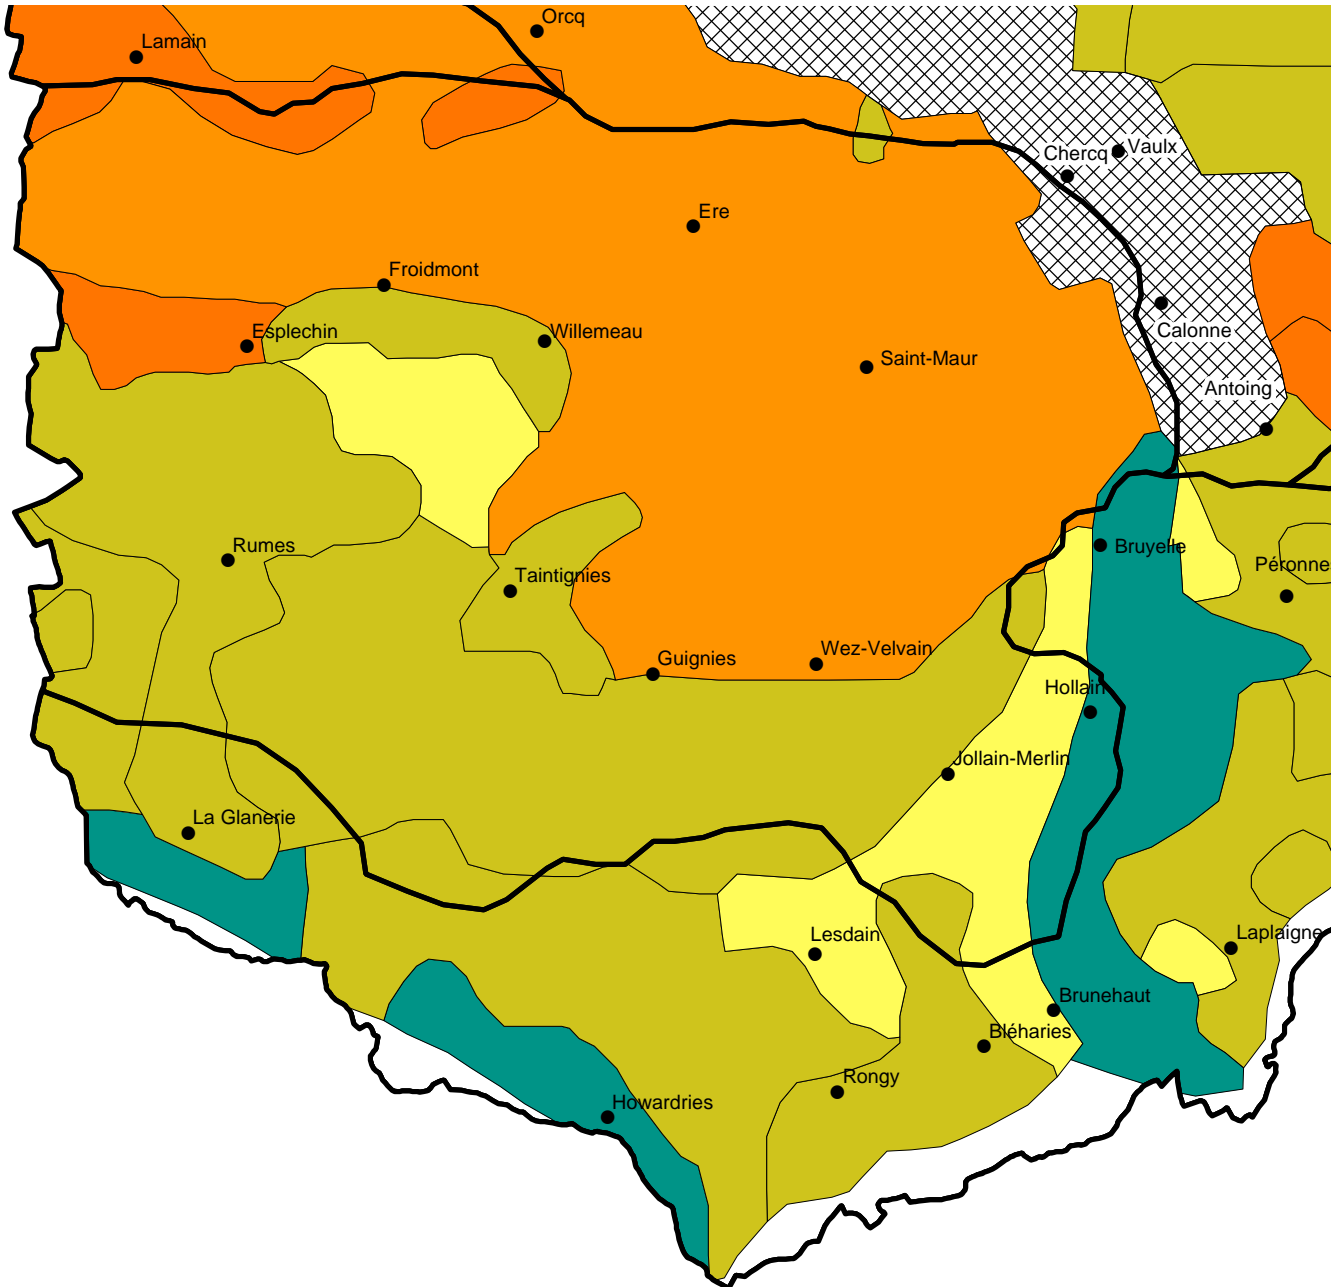 Orcq
Lamain
Vaulx
Chercq
Ere
Froidmont
Esplechin
Willemeau
Calonne
Saint-Maur
Antoing
Rumes
Bruyelle
Péronne
Taintignies
Guignies
Wez-Velvain
Hollain
Jollain-Merlin
La Glanerie
Lesdain
Laplaigne
Brunehaut
Bléharies
Rongy
Howardries